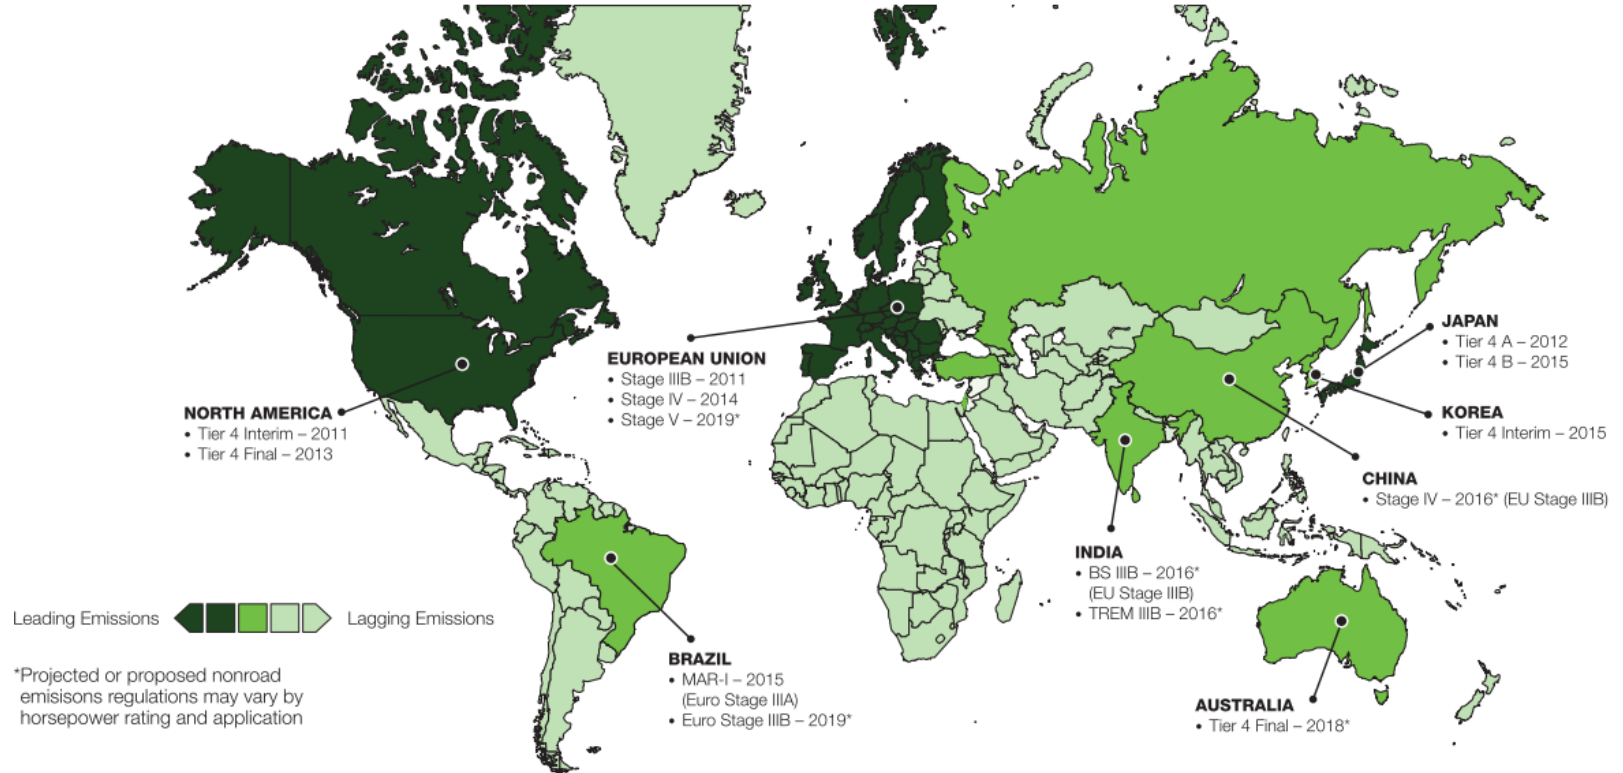 NORTH AMERICA
• Tier 4 Interim – 2011
• Tier 4 Final – 2013
EUROPEAN UNION
• Stage IIIB – 2011
• Stage IV – 2014
• Stage V – 2019*
JAPAN
• Tier 4 A – 2012
• Tier 4 B – 2015
KOREA
• Tier 4 Interim – 2015
CHINA
• Stage IV – 2016* (EU Stage IIIB)
INDIA
• BS IIIB – 2016*
(EU Stage IIIB)
• TREM IIIB – 2016*
BRAZIL
• MAR-I – 2015
(Euro Stage IIIA)
• Euro Stage IIIB – 2019*
AUSTRALIA
• Tier 4 Final – 2018*
Leading Emissions
Lagging Emissions
*Projected or proposed nonroad
emisisons regulations may vary by
horsepower rating and application